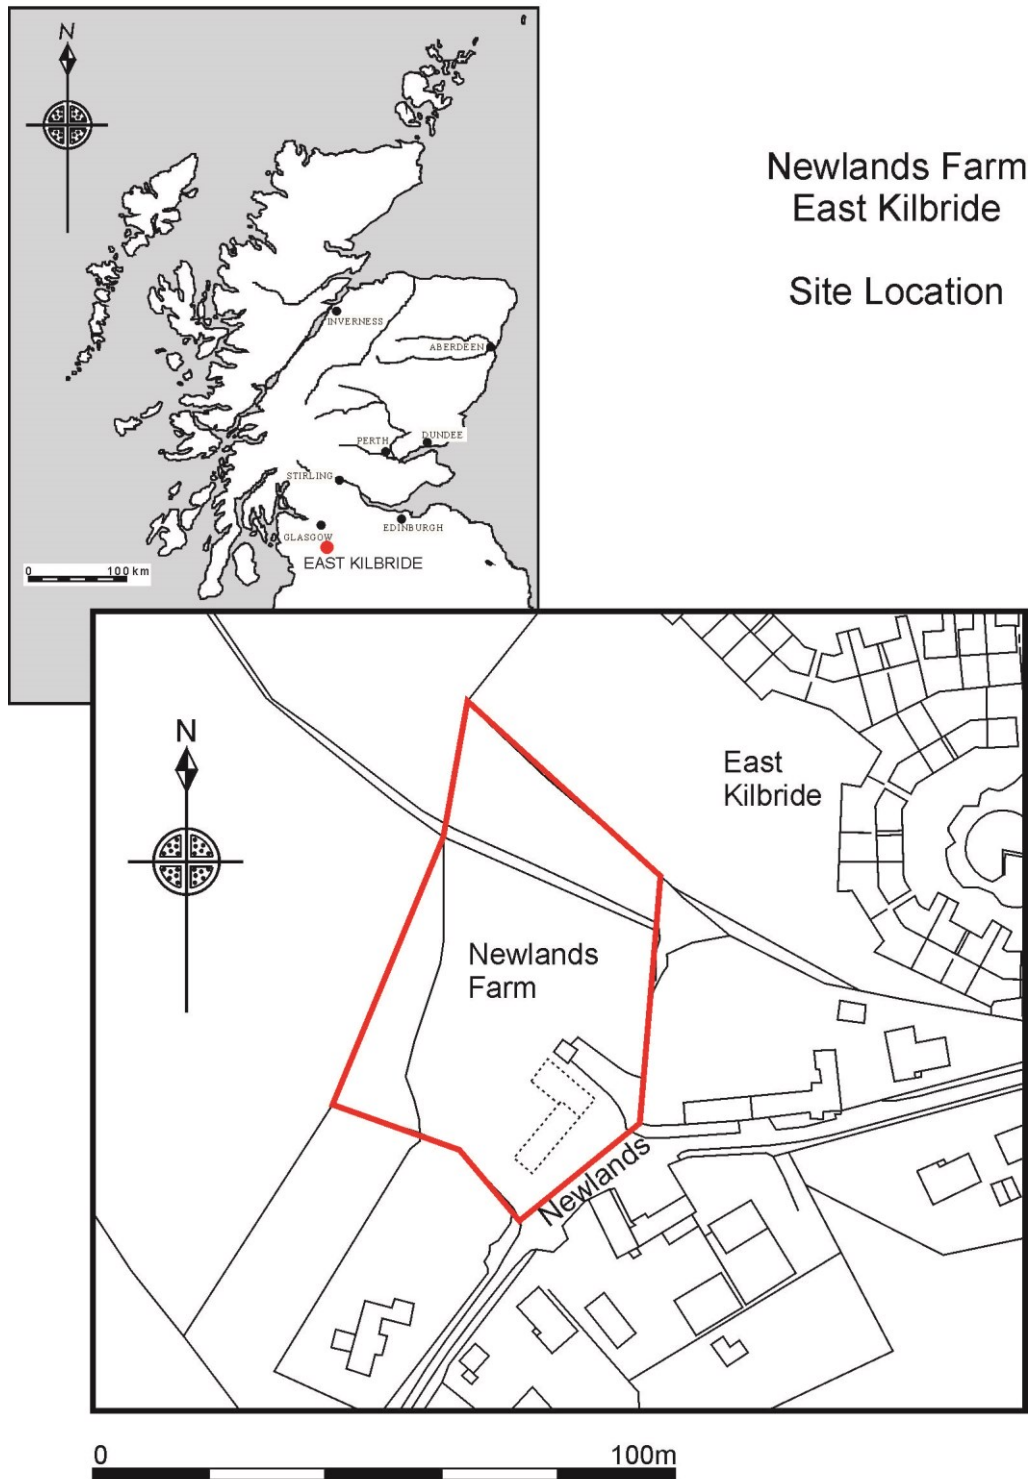 Newlands Farm
East Kilbride
Site Location
N
INVERNESS
ABERDEEN
PERTH
DUNDEE
STIRLING
EDINBURGH
GLASGOW
EAST KILBRIDE
0 100 km
N
East
Kilbride
Newlands
Farm
Newlands
0 100m